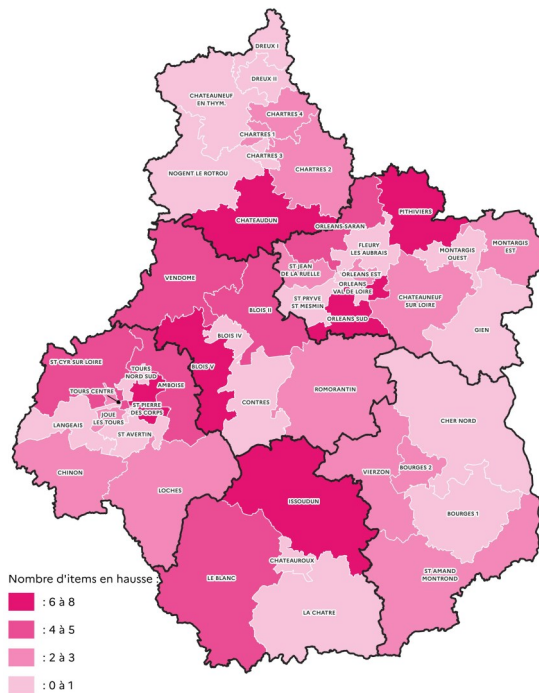 DREUX I
DREUX II
CHATEAUNEUF
EN THYM.
CHARTRES 4
CHARTRES 1
CHARTRES 3
CHARTRES 2
NOGENT LE ROTROU
CHATEAUDUN
ORLEANS SARAN
PITHIVIERS
FLEURY
LES AUBRAIS
MONTARGIS
OUEST
MONTARGIS
EST
ST JEAN
DE LA RUELLE
ORLEANS EST
ORLEANS
VAL DE LOIRE
CHATEAUNEUF
SUR LOIRE
ST PRYVE
ST MESMIN
ORLEANS SUD
GIEN
VENDOME
BLOIS II
BLOIS IV
BLOIS V
ST CYR SUR LOIRE
TOURS
NORD SUD
TOURS CENTRE
AMBOISE
ST PIERRE
DES CORPS
JOUE
LES TOURS
LANGEAIS
ST AVERTIN
CONTRES
ROMORANTIN
CHER NORD
CHINON
LOCHES
VIERZON
BOURGES 2
BOURGES 1
ISSOUDUN
CHATEAUROUX
LE BLANC
LA CHATRE
ST AMAND
MONTROND
Nombre d'items en hausse :
: 6 à 8
: 4 à 5
: 2 à 3
: 0 à 1